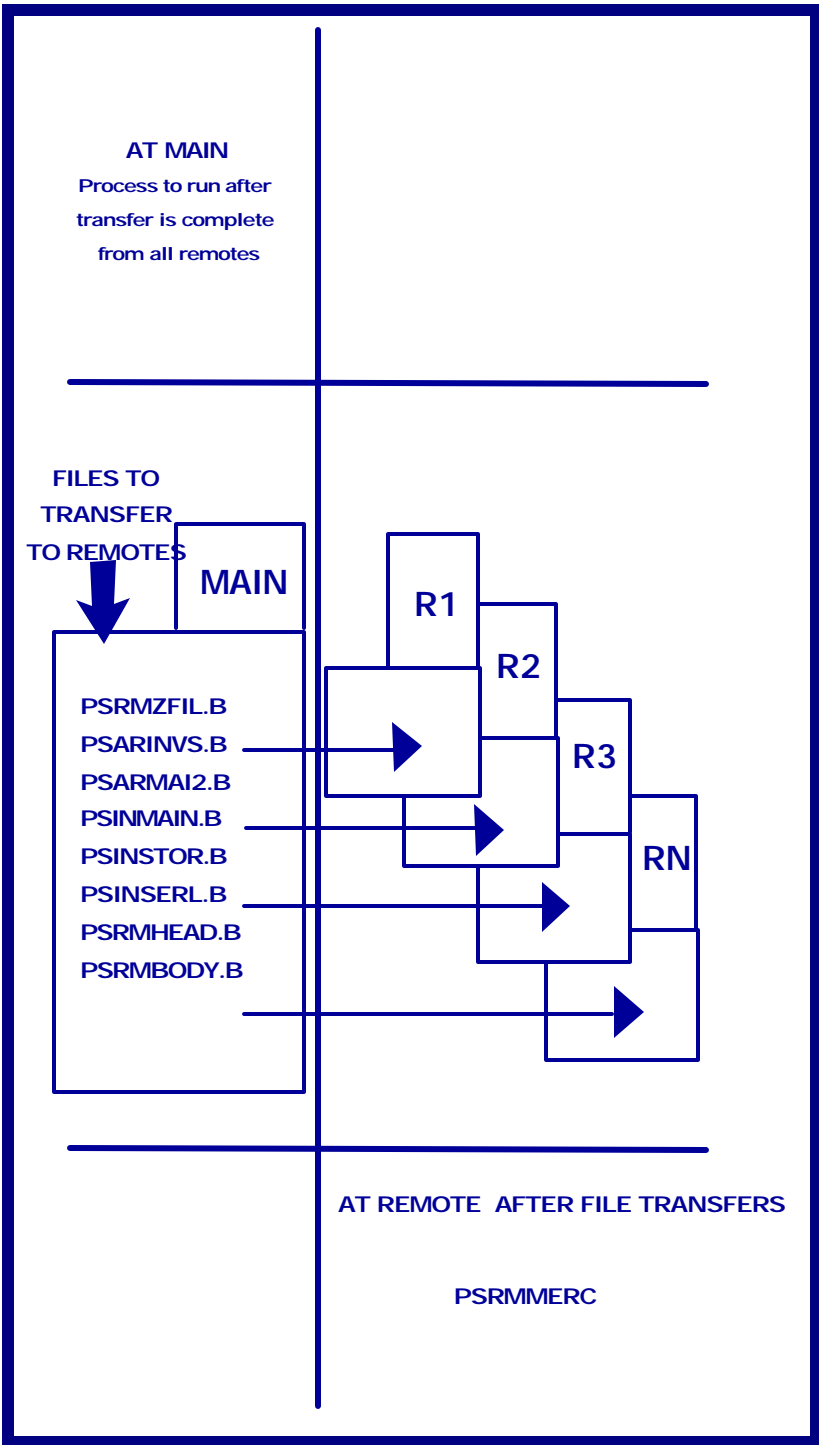 AT MAIN
Process to run after
transfer is complete
from all remotes
FILES TO
TRANSFER
TO REMOTES
MAIN
R1
R2
R3
RN
PSRMZFIL.B
PSARINVS.B
PSARMAI2.B
PSINMAIN.B
PSINSTOR.B
PSINSERL.B
PSRMHEAD.B
PSRMBODY.B
AT REMOTE AFTER FILE TRANSFERS
PSRMMERC